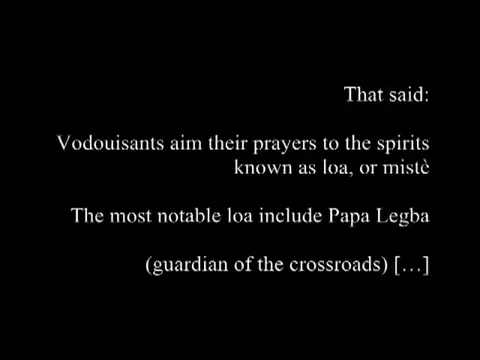 That said:
Vodouisants aim their prayers to the spirits
known as loa, or mistè
The most notable loa include Papa Legba
(guardian of the crossroads) […]